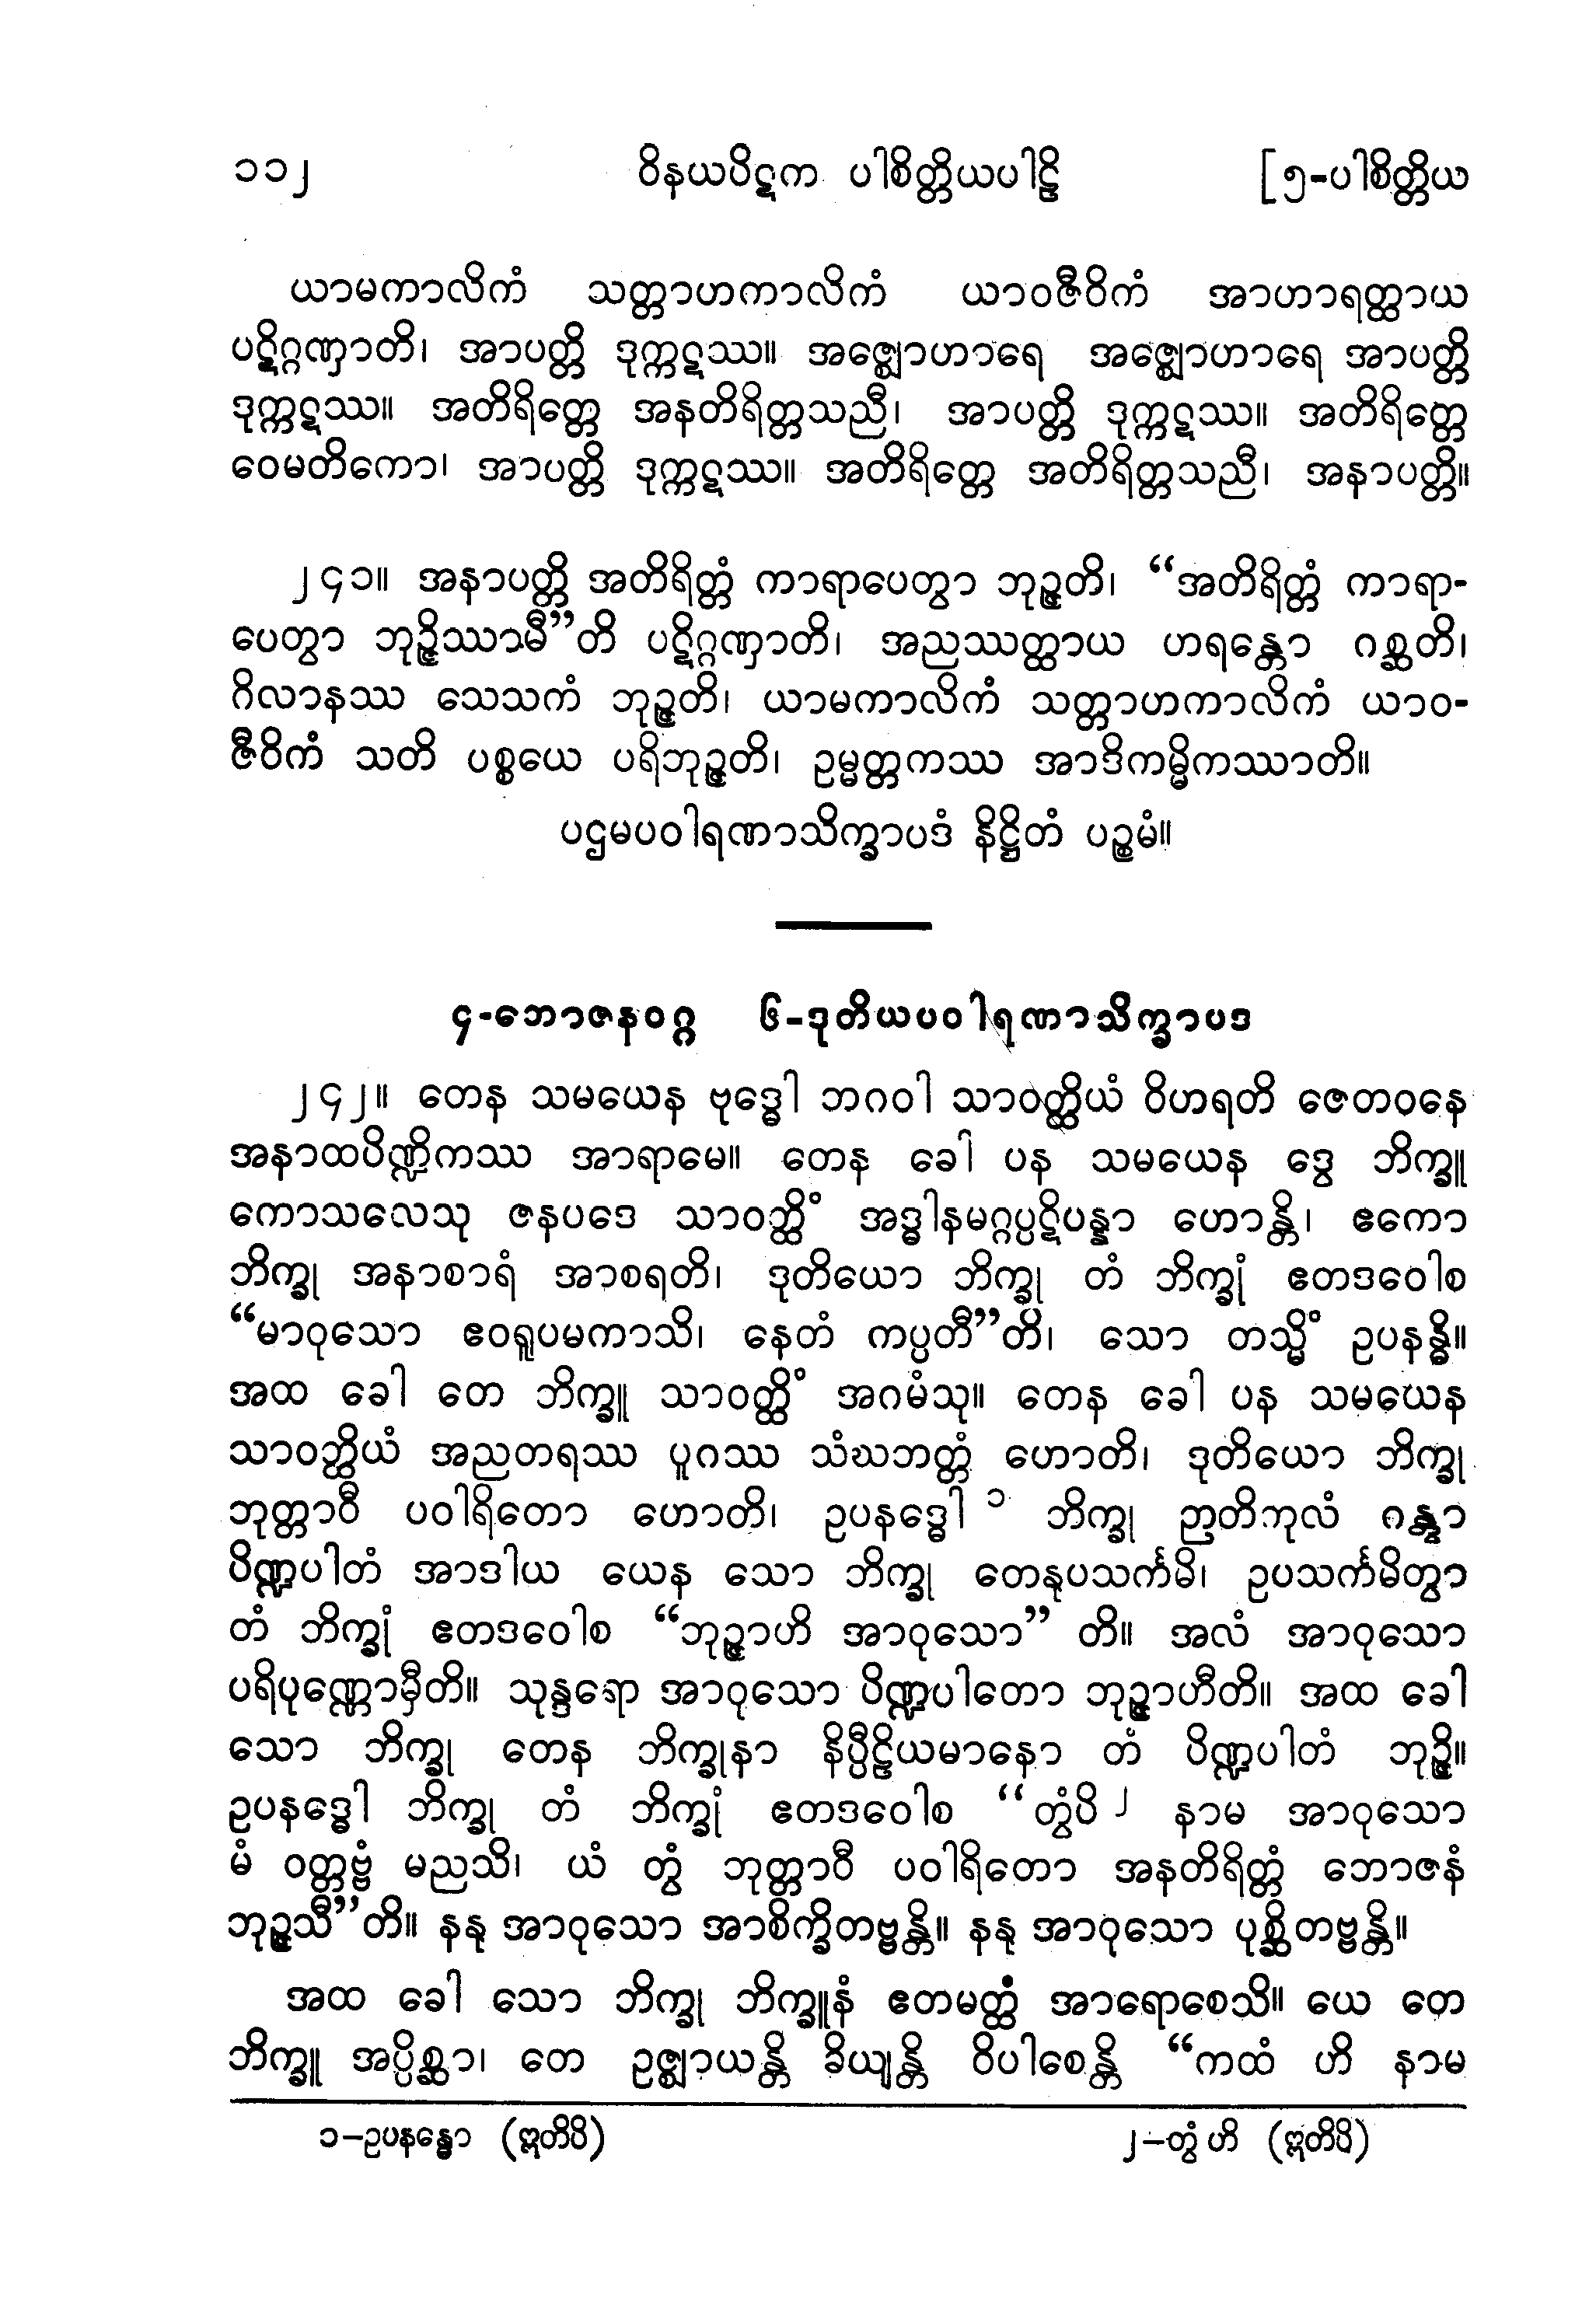 ၁၁၂ ဝိနယပိဋက ပါစိတ္တိယပါဠိ [၅-ပါစိတ္တိယ
ယာမကာလိကံ သတ္တာဟကာလိကံ ယာဝဇီဝိကံ အာဟာရတ္ထာယ
ပဋိဂ္ဂဏှာတိ၊ အာပတ္တိ ဒုက္ကဋဿ။ အဇ္ဈောဟာရေ အဇ္ဈောဟာရေ အာပတ္တိ
ဒုက္ကဋဿ။ အတိရိတ္တေ အနတိရိတ္တသညီ၊ အာပတ္တိ ဒုက္ကဋဿ။ အတိရိတ္တေ
ဝေမတိကော၊ အာပတ္တိ ဒုက္ကဋဿ။ အတိရိတ္တေ အတိရိတ္တသညီ၊ အနာပတ္တိ။
၂၄၁။ အနာပတ္တိ အတိရိတ္တံ ကာရာပေတွာ ဘုဉ္ဇတိ၊ “အတိရိတ္တံ ကာရာ-
ပေတွာ ဘုဉ္ဇိဿာမီ”တိ ပဋိဂ္ဂဏှာတိ၊ အညဿတ္ထာယ ဟရန္တော ဂစ္ဆတိ၊
ဂိလာနဿ သေသကံ ဘုဉ္ဇတိ၊ ယာမကာလိကံ သတ္တာဟကာလိကံ ယာဝ-
ဇီဝိကံ သတိ ပစ္စယေ ပရိဘုဉ္ဇတိ၊ ဥမ္မတ္တကဿ အာဒိကမ္မိကဿာတိ။
ပဌမပဝါရဏာသိက္ခာပဒံ နိဋ္ဌိတံ ပဉ္စမံ။
၄-ဘောဇနဝဂ္ဂ ၆-ဒုတိယပဝါရဏာသိက္ခာပဒ
၂၄၂။ တေန သမယေန ဗုဒ္ဓေါ ဘဂဝါ သာဝတ္ထိယံ ဝိဟရတိ ဇေတဝနေ
အနာထပိဏ္ဍိကဿ အာရာမေ။ တေန ခေါ ပန သမယေန ဒွေ ဘိက္ခူ
ကောသလေသု ဇနပဒေ သာဝတ္ထိံ အဒ္ဓါနမဂ္ဂပ္ပဋိပန္နာ ဟောန္တိ၊ ဧကော
ဘိက္ခု အနာစာရံ အာစရတိ၊ ဒုတိယော ဘိက္ခု တံ ဘိက္ခုံ ဧတဒဝေါစ
“မာဝုသော ဧဝရူပမကာသိ၊ နေတံ ကပ္ပတီ”တိ၊ သော တသ္မိံ ဥပနန္ဓိ။
အထ ခေါ တေ ဘိက္ခူ သာဝတ္ထိံ အဂမံသု။ တေန ခေါ ပန သမယေန
သာဝတ္ထိယံ အညတရဿ ပူဂဿ သံဃဘတ္တံ ဟောတိ၊ ဒုတိယော ဘိက္ခု
ဘုတ္တာဝီ ပဝါရိတော ဟောတိ၊ ဥပနဒ္ဓေါ ၁ ဘိက္ခု ဉာတိကုလံ ဂန္တွာ
ပိဏ္ဍပါတံ အာဒါယ ယေန သော ဘိက္ခု တေနုပသင်္ကမိ၊ ဥပသင်္ကမိတွာ
တံ ဘိက္ခုံ ဧတဒဝေါစ “ဘုဉ္ဇာဟိ အာဝုသော” တိ။ အလံ အာဝုသော
ပရိပုဏ္ဏောမှီတိ။ သုန္ဒရော အာဝုသော ပိဏ္ဍပါတော ဘုဉ္ဇာဟီတိ။ အထ ခေါ
သော ဘိက္ခု တေန ဘိက္ခုနာ နိပ္ပီဠိယမာနော တံ ပိဏ္ဍပါတံ ဘုဉ္ဇိ။
ဥပနဒ္ဓေါ ဘိက္ခု တံ ဘိက္ခုံ ဧတဒဝေါစ “တွံပိ ၂ နာမ အာဝုသော
မံ ဝတ္တဗ္ဗံ မညသိ၊ ယံ တွံ ဘုတ္တာဝီ ပဝါရိတော အနတိရိတ္တံ ဘောဇနံ
ဘုဉ္ဇသီ”တိ။ နနု အာဝုသော အာစိက္ခိတဗ္ဗန္တိ။ နနု အာဝုသော ပုစ္ဆိတဗ္ဗန္တိ။
အထ ခေါ သော ဘိက္ခု ဘိက္ခူနံ ဧတမတ္ထံ အာရောစေသိ။ ယေ တေ
ဘိက္ခူ အပ္ပိစ္ဆာ၊ တေ ဥဇ္ဈာယန္တိ ခိယျန္တိ ဝိပါစေန္တိ “ကထံ ဟိ နာမ
၁-ဥပနန္ဓော (ဣတိပိ) ၂-တွံ ဟိ (ဣတိပိ)